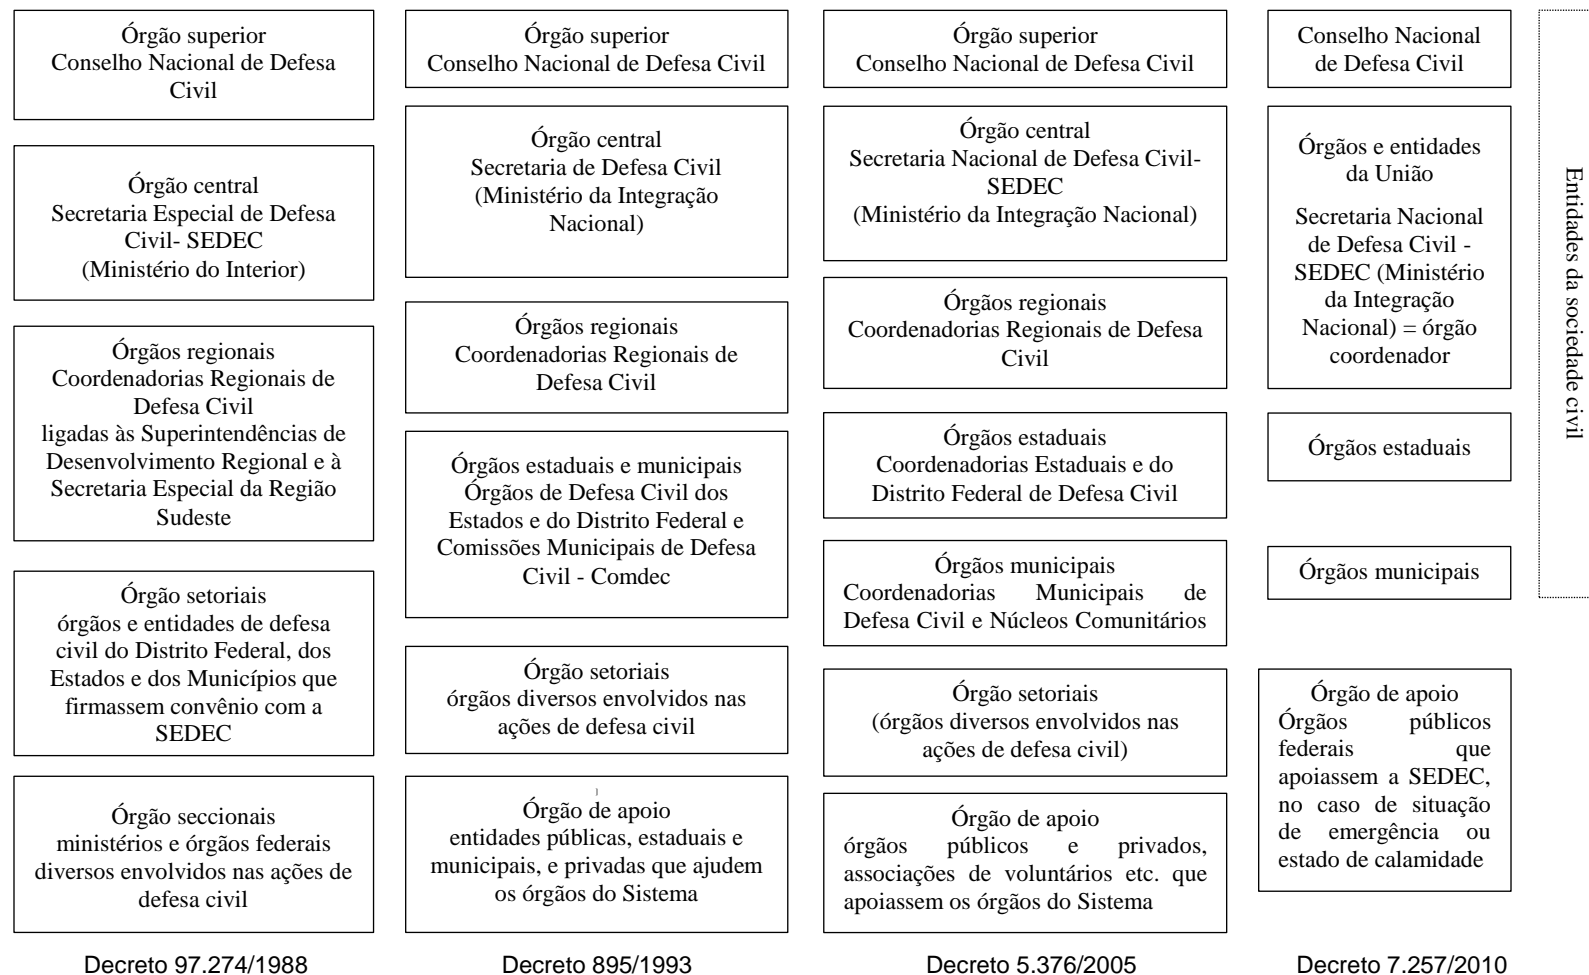 Órgão superior
Conselho Nacional de Defesa
Civil
Órgão central
Secretaria Especial de Defesa
Civil- SEDEC
(Ministério do Interior)
Órgãos regionais
Coordenadorias Regionais de
Defesa Civil
ligadas às Superintendências de
Desenvolvimento Regional e à
Secretaria Especial da Região
Sudeste
Órgão setoriais
órgãos e entidades de defesa
civil do Distrito Federal, dos
Estados e dos Municípios que
firmassem convênio com a
SEDEC
Órgão seccionais
ministérios e órgãos federais
diversos envolvidos nas ações de
defesa civil
Decreto 97.274/1988
Órgão superior
Conselho Nacional de Defesa Civil
Órgão central
Secretaria de Defesa Civil
(Ministério da Integração
Nacional)
Órgãos regionais
Coordenadorias Regionais de
Defesa Civil
Órgãos estaduais e municipais
Órgãos de Defesa Civil dos
Estados e do Distrito Federal e
Comissões Municipais de Defesa
Civil - Comdec
Órgão setoriais
órgãos diversos envolvidos nas
ações de defesa civil
Órgão de apoio
entidades públicas, estaduais e
municipais, e privadas que ajudem
os órgãos do Sistema
Decreto 895/1993
Órgão superior
Conselho Nacional de Defesa Civil
Órgão central
Secretaria Nacional de Defesa Civil-
SEDEC
(Ministério da Integração Nacional)
Órgãos regionais
Coordenadorias Regionais de Defesa
Civil
Órgãos estaduais
Coordenadorias Estaduais e do
Distrito Federal de Defesa Civil
Órgãos municipais
Coordenadorias Municipais de
Defesa Civil e Núcleos Comunitários
Órgão setoriais
(órgãos diversos envolvidos nas
ações de defesa civil)
Órgão de apoio
órgãos públicos e privados,
associações de voluntários etc. que
apoiassem os órgãos do Sistema
Decreto 5.376/2005
Conselho Nacional
de Defesa Civil
Órgãos e entidades
da União
Secretaria Nacional
de Defesa Civil -
SEDEC (Ministério
da Integração
Nacional) = órgão
coordenador
Órgãos estaduais
Órgãos municipais
Órgão de apoio
Órgãos públicos
federais que
apoiassem a SEDEC,
no caso de situação
de emergência ou
estado de calamidade
Decreto 7.257/2010
Entidades da sociedade civil